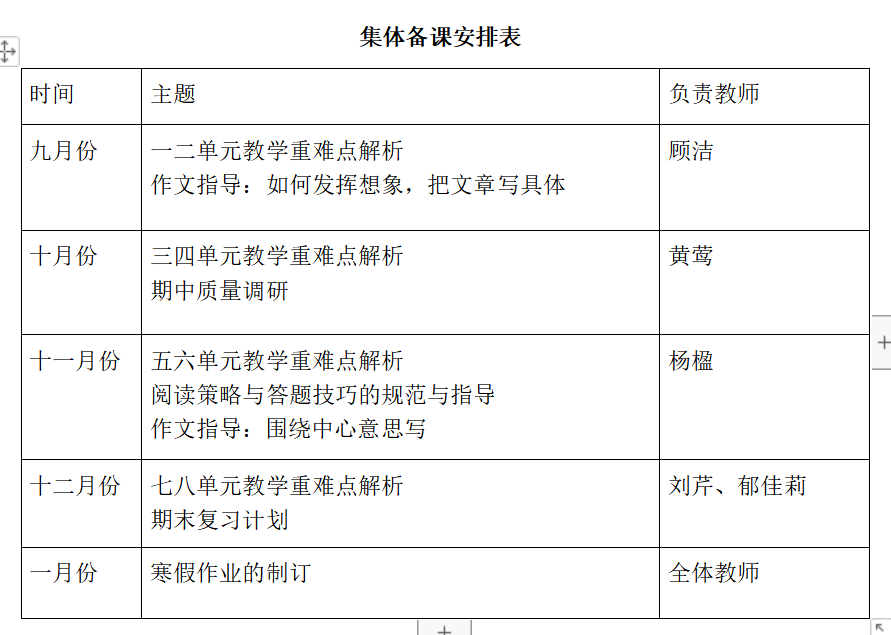 集体备课安排表
时间 主题 负责教师
九月份 一二单元教学重难点解析 顾洁
作文指导：如何发挥想象，把文章写具体
十月份 三四单元教学重难点解析 黄莺
期中质量调研
十一月份 五六单元教学重难点解析 杨楹
阅读策略与答题技巧的规范与指导
作文指导：围绕中心意思写
十二月份 七八单元教学重难点解析 刘芹、郁佳莉
期末复习计划
一月份 寒假作业的制订 全体教师